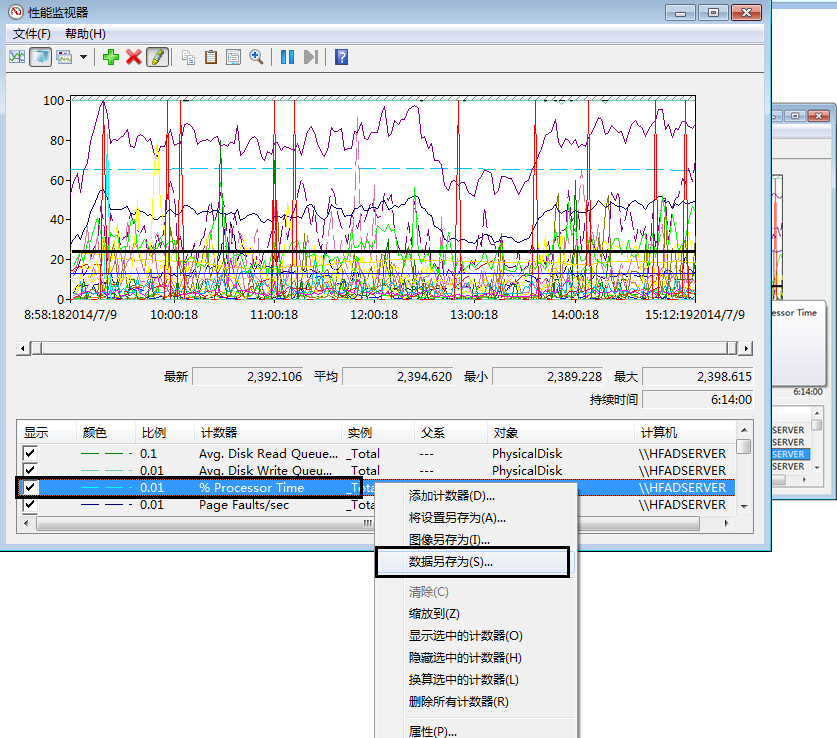 性能监视器
文件(F) 帮助(H)
100
80
60
40
20
0
8:58:182014/7/9 10:00:18 11:00:18 12:00:18 13:00:18 14:00:18 15:12:192014/7/9
最新 2,392.106 平均 2,394.620 最小 2,389.228 最大 2,398.615
持续时间 6:14:00
显示 颜色 比例 计数器 实例 父系 对象 计算机
0.1 Avg. Disk Read Queue... _Total --- PhysicalDisk \\HFADSERVER
0.01 Avg. Disk Write Queu... _Total --- PhysicalDisk \\HFADSERVER
0.01 % Processor Time _Tota \\HFADSERVER
0.01 Page Faults/sec _Tota \\HFADSERVER
添加计数器(D)...
将设置另存为(A)...
图像另存为(I)...
数据另存为(S)...
清除(C)
缩放到(Z)
显示选中的计数器(O)
隐藏选中的计数器(H)
换算选中的计数器(L)
删除所有计数器(R)
属性(P)...
essor Time
6:14:00
SERVER
SERVER
SERVER
SERVER